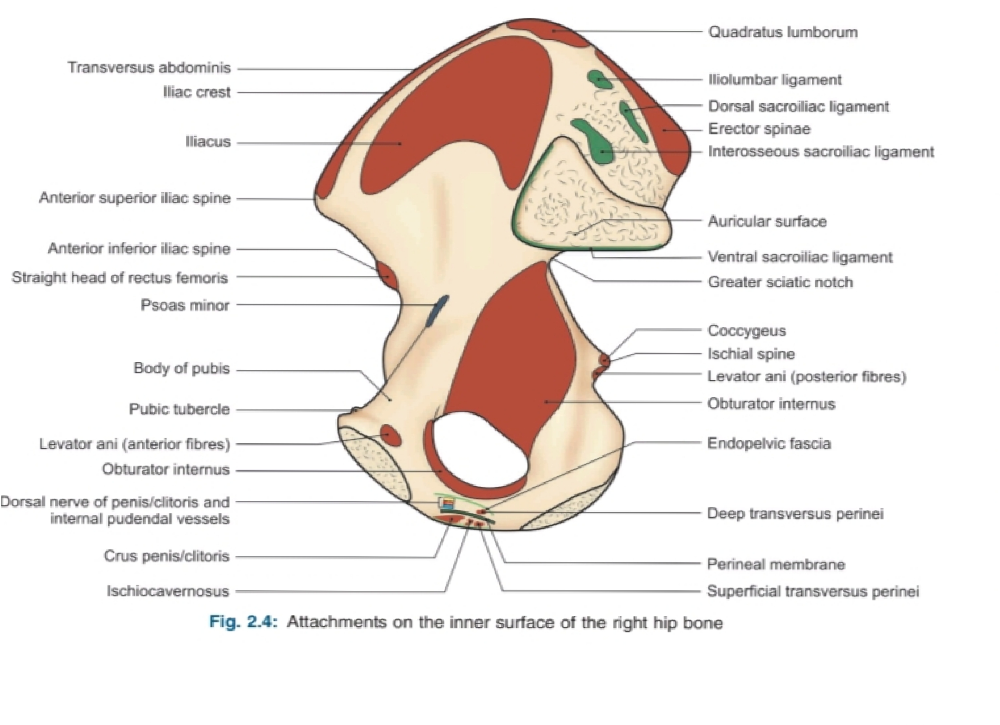 Transversus abdominis
Iliac crest
Iliacus
Anterior superior iliac spine
Anterior inferior iliac spine
Straight head of rectus femoris
Psoas minor
Body of pubis
Pubic tubercle
Levator ani (anterior fibres)
Obturator internus
Dorsal nerve of penis/clitoris and
internal pudendal vessels
Crus penis/clitoris
Ischiocavernosus
Quadratus lumborum
Iliolumbar ligament
Dorsal sacroiliac ligament
Erector spinae
Interosseous sacroiliac ligament
Auricular surface
Ventral sacroiliac ligament
Greater sciatic notch
Coccygeus
Ischial spine
Levator ani (posterior fibres)
Obturator internus
Endopelvic fascia
Deep transversus perinei
Perineal membrane
Superficial transversus perinei
Fig. 2.4: Attachments on the inner surface of the right hip bone